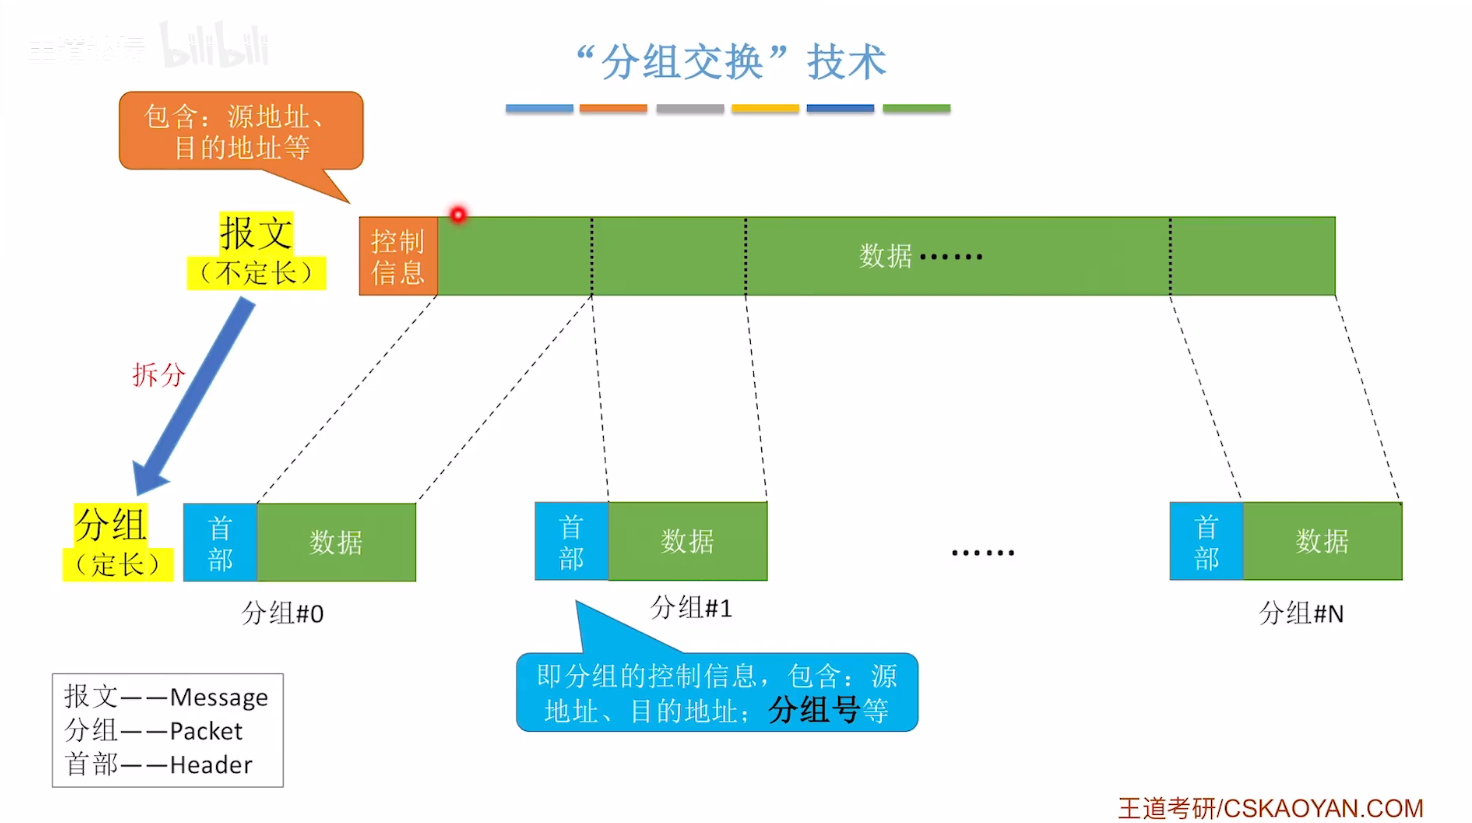 bilibili
“分组交换”技术
包含：源地址、
目的地址等
报文
（不定长）
控制
信息
数据……
拆分
分组
（定长）
首
部
数据
首
部
数据
……
首
部
数据
分组#0
分组#1
分组#N
即分组的控制信息，包含：源
地址、目的地址；分组号等
报文——Message
分组——Packet
首部——Header
王道考研/CSKAOYAN.COM